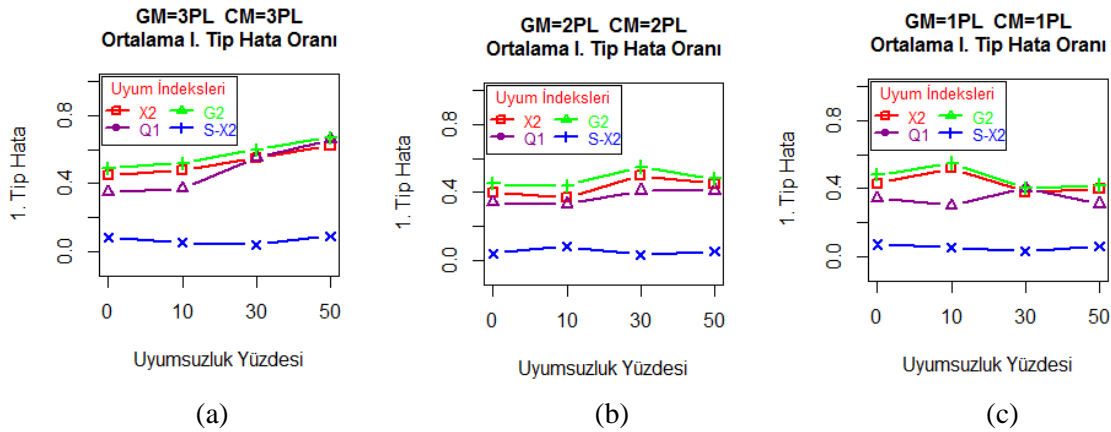 GM=3PL CM=3PL
Ortalama I. Tip Hata Oranı
1. Tip Hata
0.0 0.4 0.8
Uyum İndeksleri
X2 G2
Q1 S-X2
0 10 30 50
Uyumsuzluk Yüzdesi
(a)
GM=2PL CM=2PL
Ortalama I. Tip Hata Oranı
1. Tip Hata
0.0 0.4 0.8
Uyum İndeksleri
X2 G2
Q1 S-X2
0 10 30 50
Uyumsuzluk Yüzdesi
(b)
GM=1PL CM=1PL
Ortalama I. Tip Hata Oranı
1. Tip Hata
0.0 0.4 0.8
Uyum İndeksleri
X2 G2
Q1 S-X2
0 10 30 50
Uyumsuzluk Yüzdesi
(c)